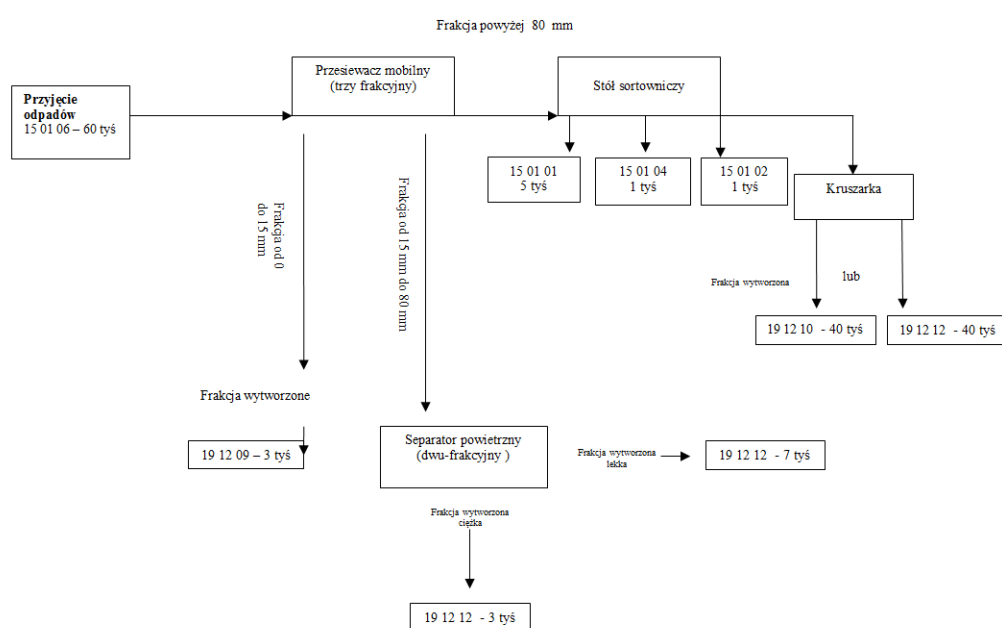 Frakcja powyżej 80 mm
Przesiewacz mobilny
(trzy frakcyjny)
Stół sortowniczy
Przyjęcie
odpadów
15 01 06 – 60 tyś
15 01 01
5 tyś
15 01 04
1 tyś
15 01 02
1 tyś
Kruszarka
Frakcja od 0
do 15 mm
Frakcja od 15 mm do 80 mm
Frakcja wytworzona
lub
19 12 10 - 40 tyś
19 12 12 - 40 tyś
Frakcja wytworzone
19 12 09 – 3 tyś
Separator powietrzny
(dwu-frakcyjny )
Frakcja wytworzona
lekka
19 12 12 - 7 tyś
Frakcja wytworzona
ciężka
19 12 12 - 3 tyś